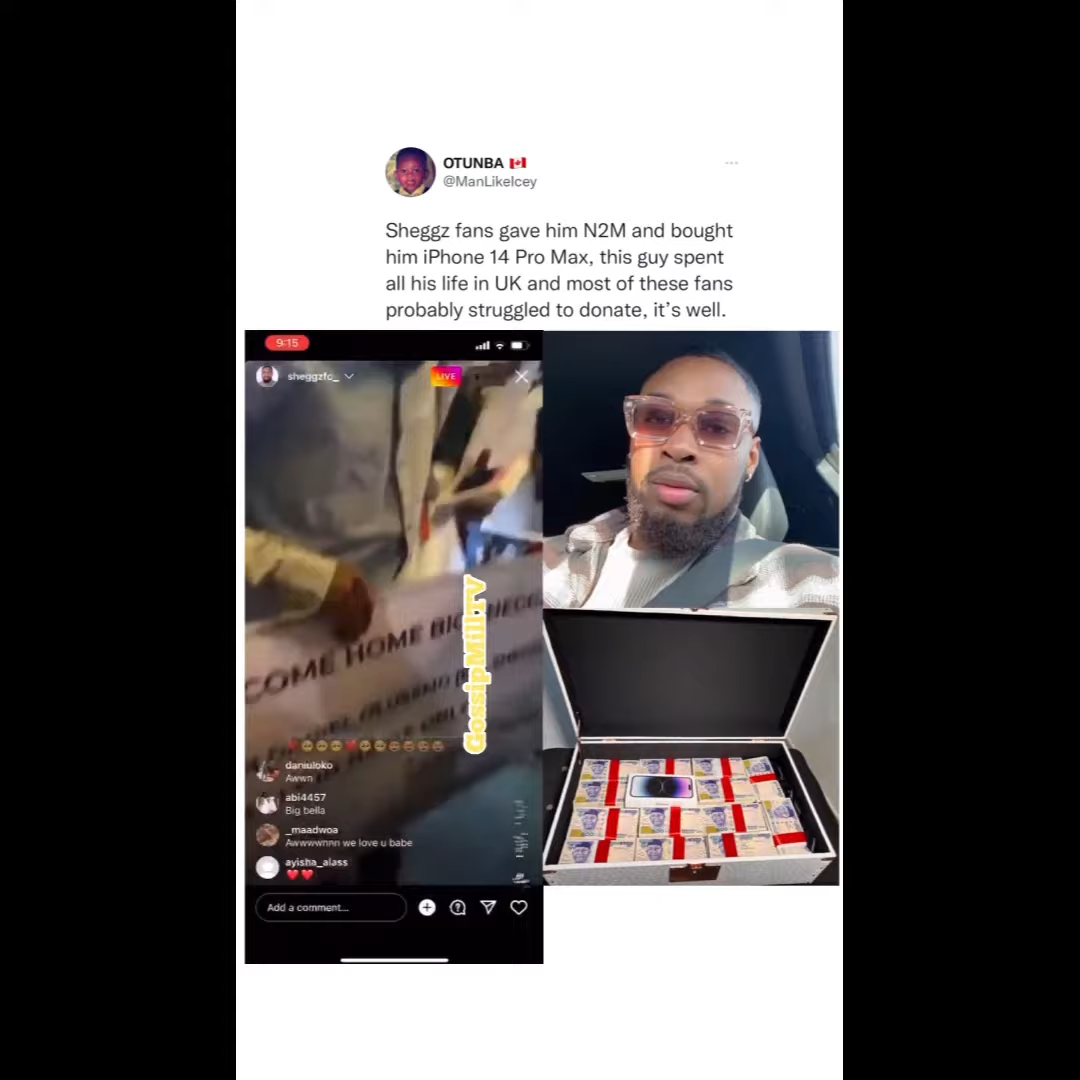 OTUNBA
@ManLikeIcey
Sheggz fans gave him N2M and bought
him iPhone 14 Pro Max, this guy spent
all his life in UK and most of these fans
probably struggled to donate, it's well.
9:15
sheggzfc_
LIVE
COME HOME BIG
GossipMillTV
daniuloko
Awwn
abi4457
Big bella
_maadwoa
Awwwwnnn we love u babe
ayisha_alass
Add a comment...